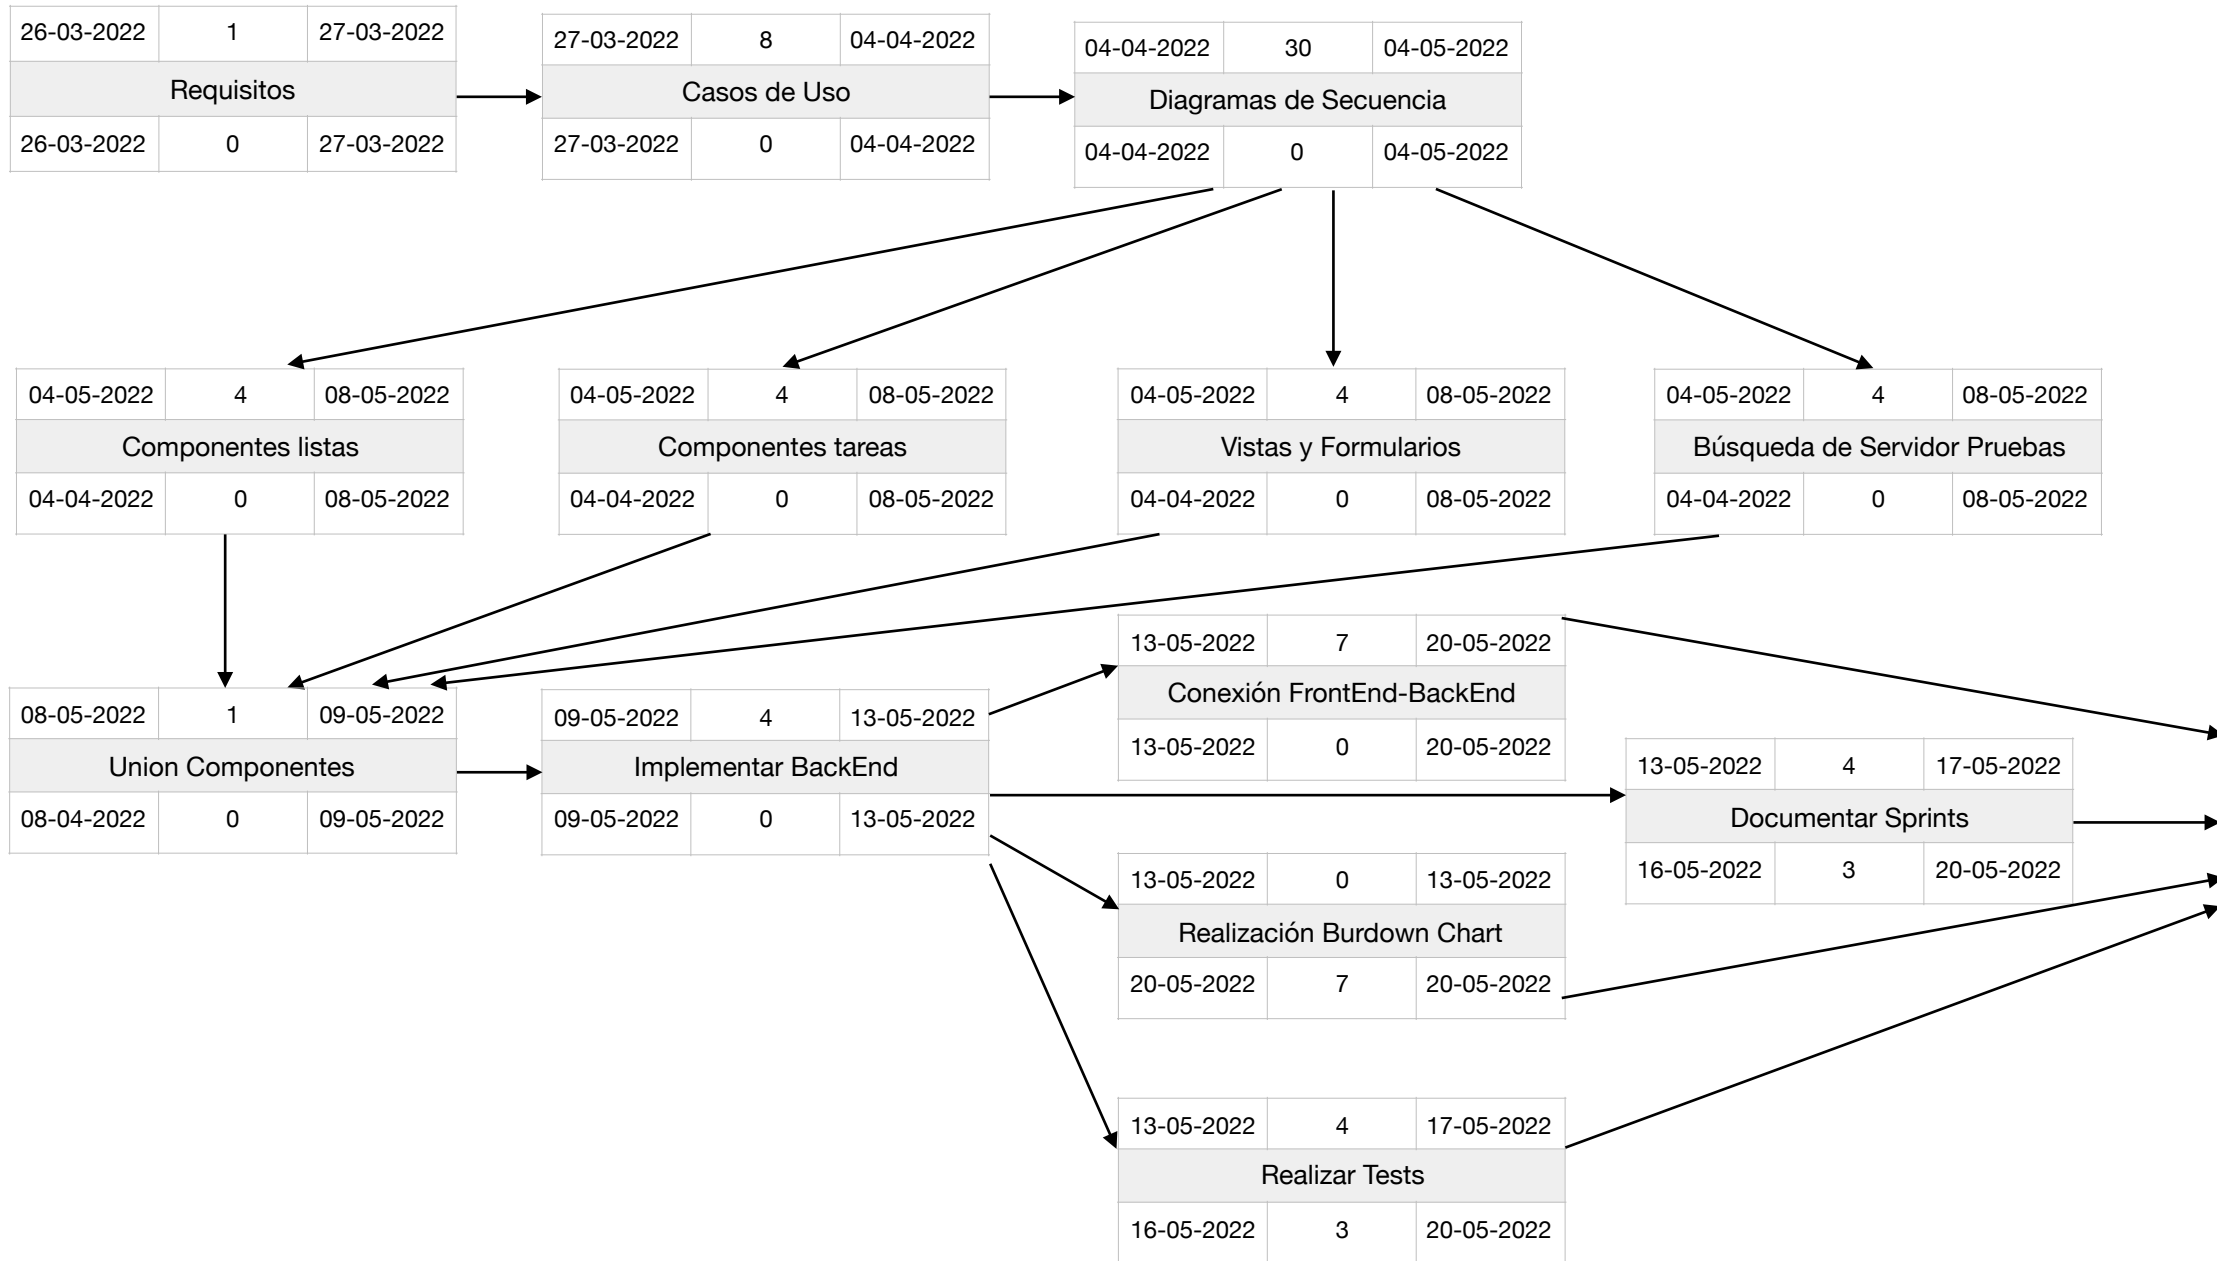 26-03-2022 1 27-03-2022
Requisitos
26-03-2022 0 27-03-2022
27-03-2022 8 04-04-2022
Casos de Uso
27-03-2022 0 04-04-2022
04-04-2022 30 04-05-2022
Diagramas de Secuencia
04-04-2022 0 04-05-2022
04-05-2022 4 08-05-2022
Componentes listas
04-04-2022 0 08-05-2022
04-05-2022 4 08-05-2022
Componentes tareas
04-04-2022 0 08-05-2022
04-05-2022 4 08-05-2022
Vistas y Formularios
04-04-2022 0 08-05-2022
04-05-2022 4 08-05-2022
Búsqueda de Servidor Pruebas
04-04-2022 0 08-05-2022
08-05-2022 1 09-05-2022
Union Componentes
08-04-2022 0 09-05-2022
09-05-2022 4 13-05-2022
Implementar BackEnd
09-05-2022 0 13-05-2022
13-05-2022 7 20-05-2022
Conexión FrontEnd-BackEnd
13-05-2022 0 20-05-2022
13-05-2022 4 17-05-2022
Documentar Sprints
16-05-2022 3 20-05-2022
13-05-2022 0 13-05-2022
Realización Burdown Chart
20-05-2022 7 20-05-2022
13-05-2022 4 17-05-2022
Realizar Tests
16-05-2022 3 20-05-2022